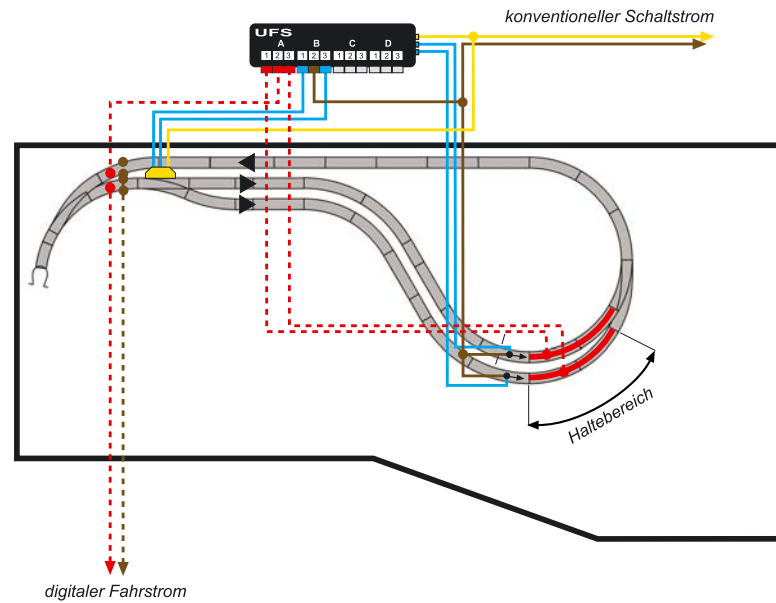 konventioneller Schaltstrom
UFS
A B C D
1 2 3 1 2 3 1 2 3 1 2 3
Haltebereich
digitaler Fahrstrom